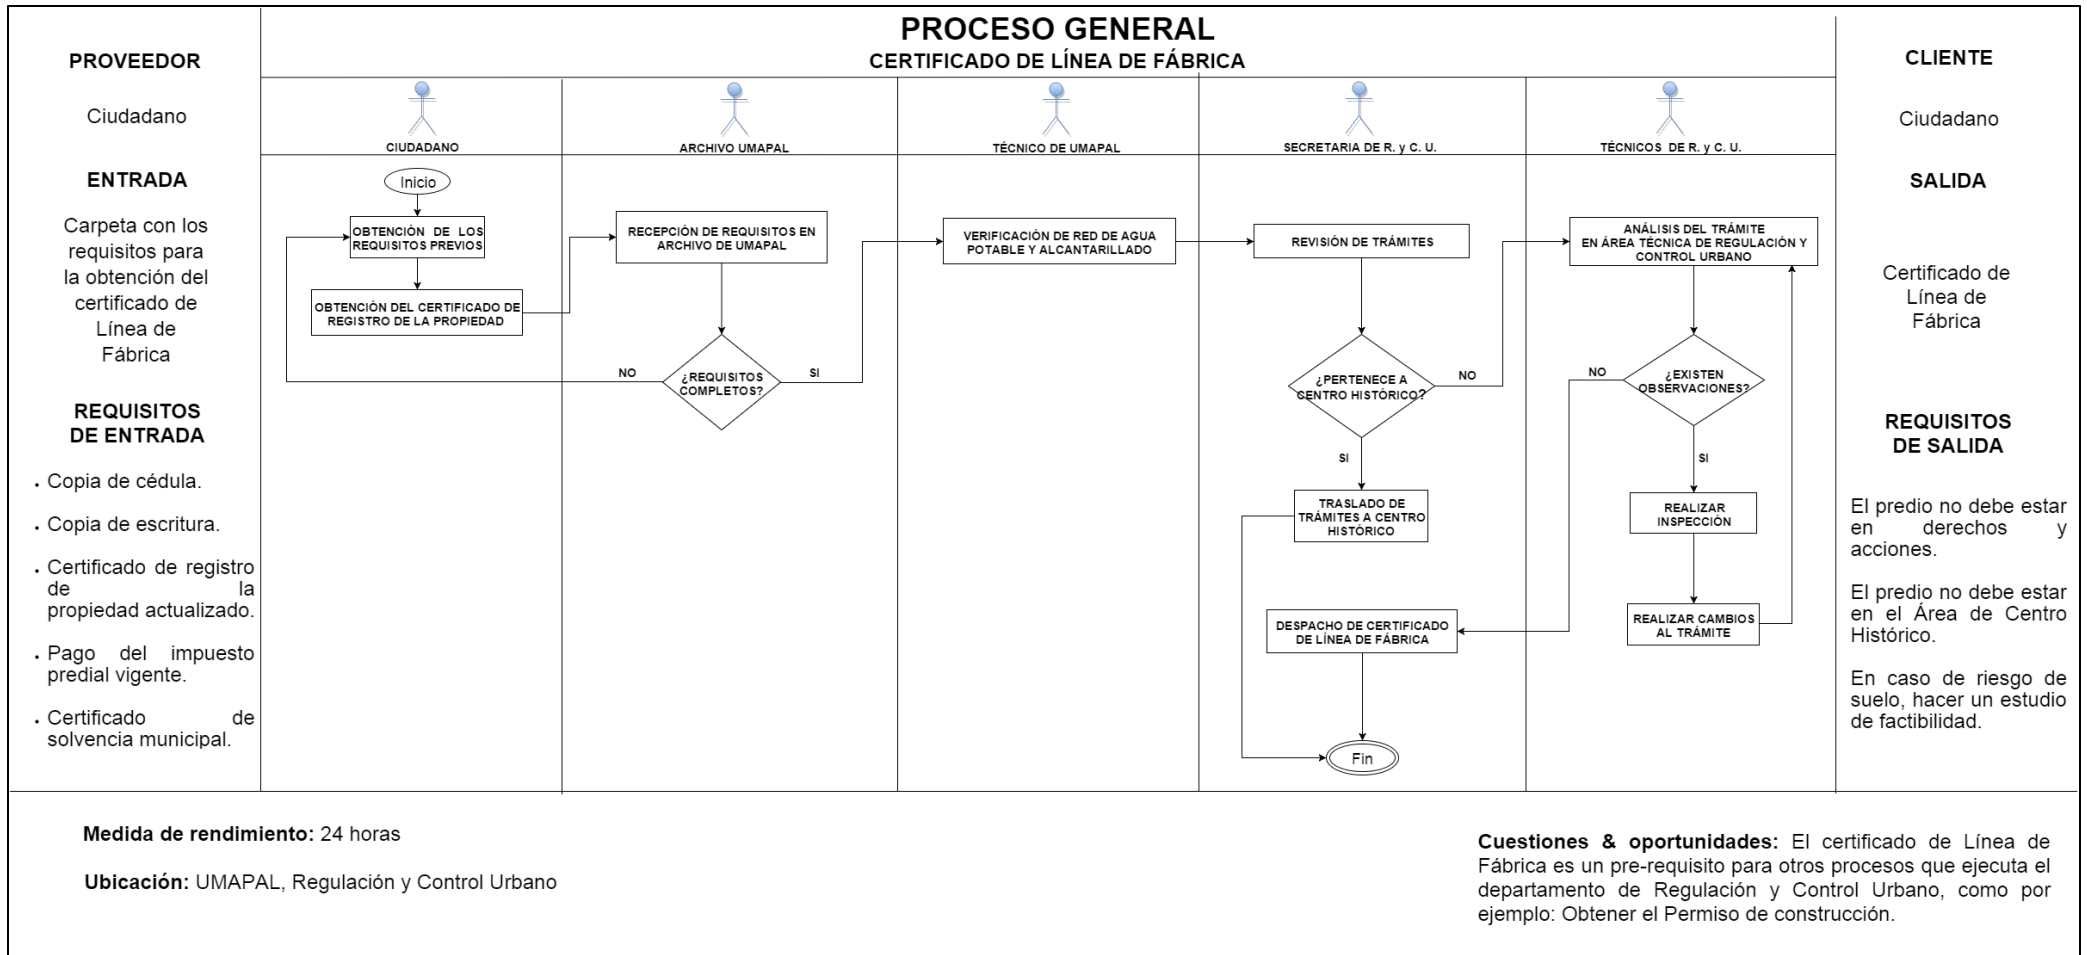 PROCESO GENERAL
CERTIFICADO DE LÍNEA DE FÁBRICA
PROVEEDOR
Ciudadano
ENTRADA
Carpeta con los
requisitos para
la obtención del
certificado de
Línea de
Fábrica
REQUISITOS
DE ENTRADA
• Copia de cédula.
• Copia de escritura.
• Certificado de registro
de la
propiedad actualizado.
• Pago del impuesto
predial vigente.
• Certificado de
solvencia municipal.
CIUDADANO
Inicio
OBTENCIÓN DE LOS
REQUISITOS PREVIOS
OBTENCIÓN DEL CERTIFICADO DE
REGISTRO DE LA PROPIEDAD
ARCHIVO UMAPAL
RECEPCIÓN DE REQUISITOS EN
ARCHIVO DE UMAPAL
¿REQUISITOS
COMPLETOS?
NO
SI
TÉCNICO DE UMAPAL
VERIFICACIÓN DE RED DE AGUA
POTABLE Y ALCANTARILLADO
SECRETARIA DE R. y C. U.
REVISIÓN DE TRÁMITES
¿PERTENECE A
CENTRO HISTÓRICO?
NO
SI
TRASLADO DE
TRÁMITES A CENTRO
HISTÓRICO
DESPACHO DE CERTIFICADO
DE LÍNEA DE FÁBRICA
Fin
TÉCNICOS DE R. y C. U.
ANÁLISIS DEL TRÁMITE
EN ÁREA TÉCNICA DE REGULACIÓN Y
CONTROL URBANO
¿EXISTEN
OBSERVACIONES?
NO
SI
REALIZAR
INSPECCIÓN
REALIZAR CAMBIOS
AL TRÁMITE
CLIENTE
Ciudadano
SALIDA
Certificado de
Línea de
Fábrica
REQUISITOS
DE SALIDA
El predio no debe estar
en derechos y
acciones.
El predio no debe estar
en el Área de Centro
Histórico.
En caso de riesgo de
suelo, hacer un estudio
de factibilidad.
Medida de rendimiento: 24 horas
Ubicación: UMAPAL, Regulación y Control Urbano
Cuestiones & oportunidades: El certificado de Línea de
Fábrica es un pre-requisito para otros procesos que ejecuta el
departamento de Regulación y Control Urbano, como por
ejemplo: Obtener el Permiso de construcción.